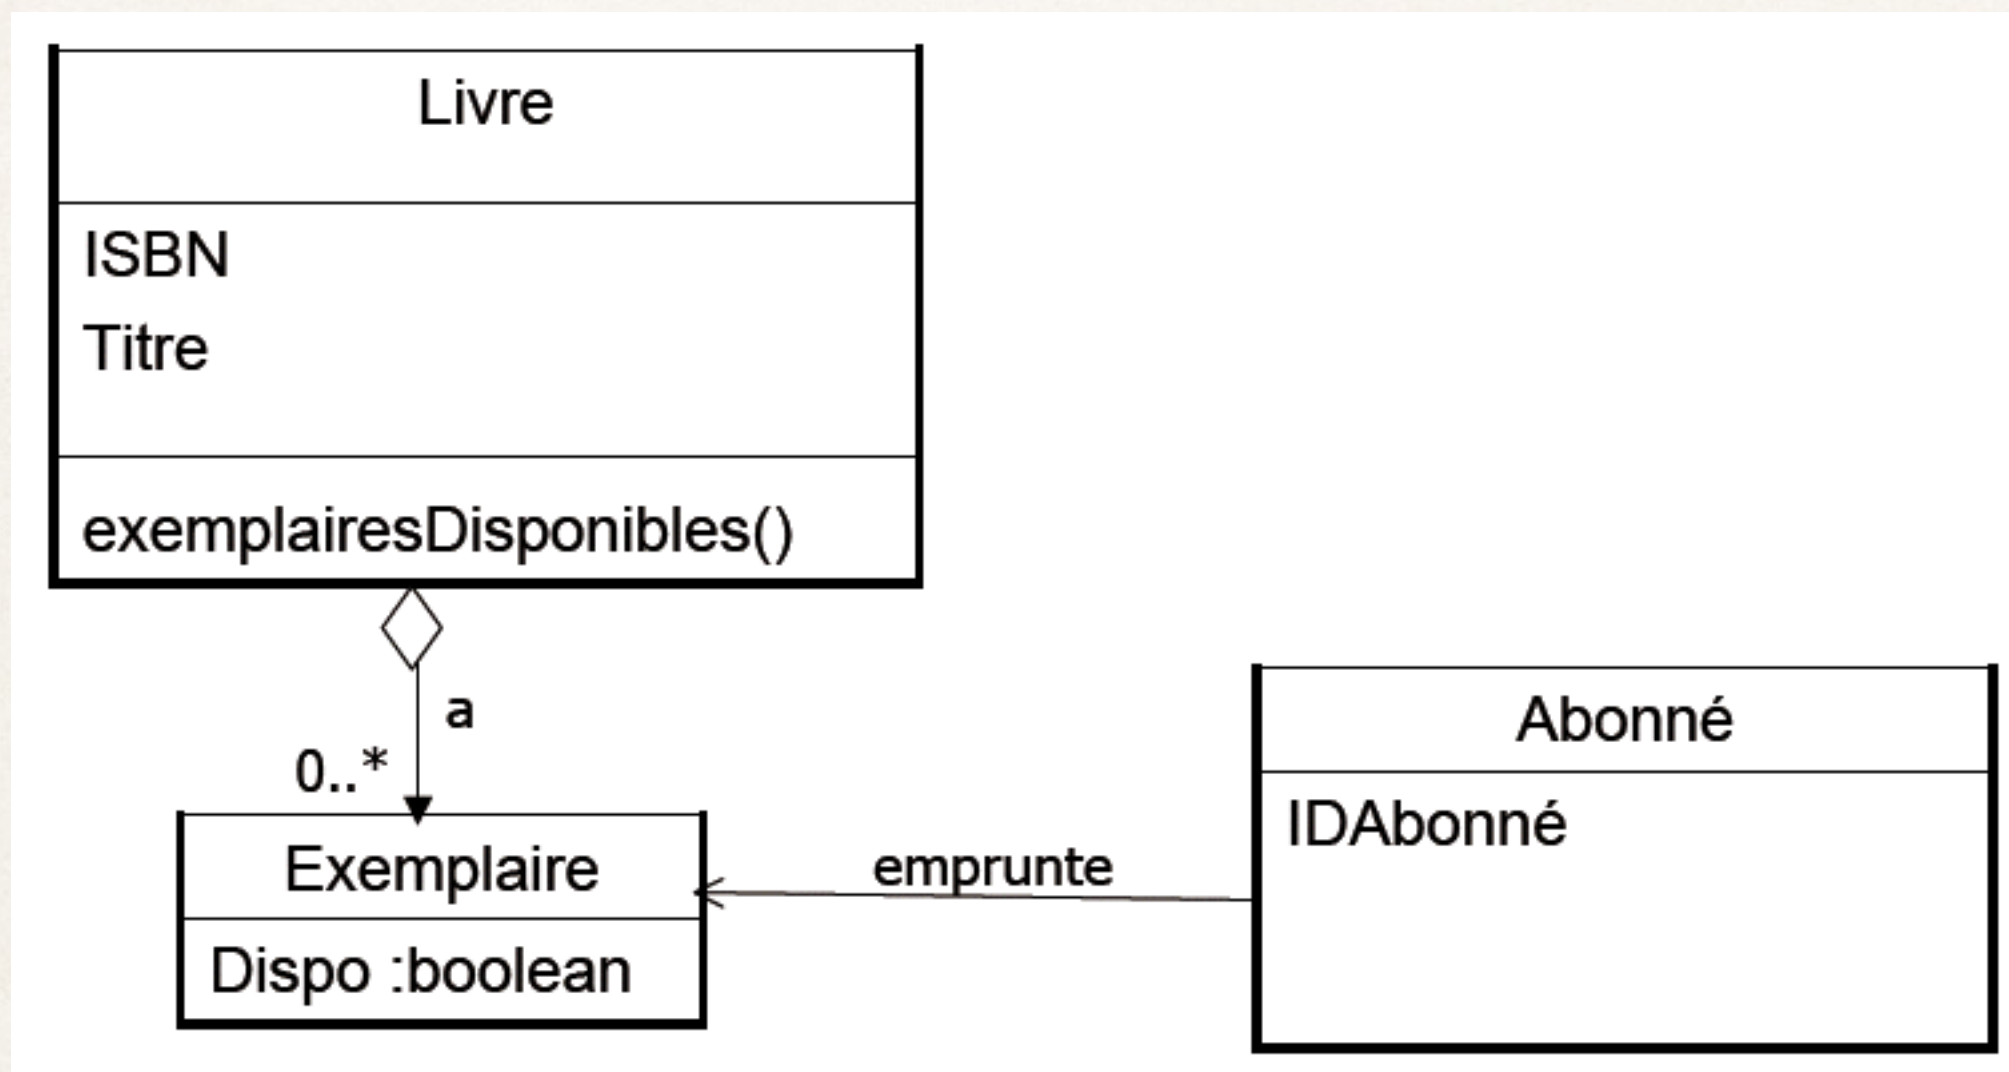 Livre
ISBN
Titre
exemplairesDisponibles()
a
0..*
Exemplaire
Dispo :boolean
emprunte
Abonné
IDAbonné